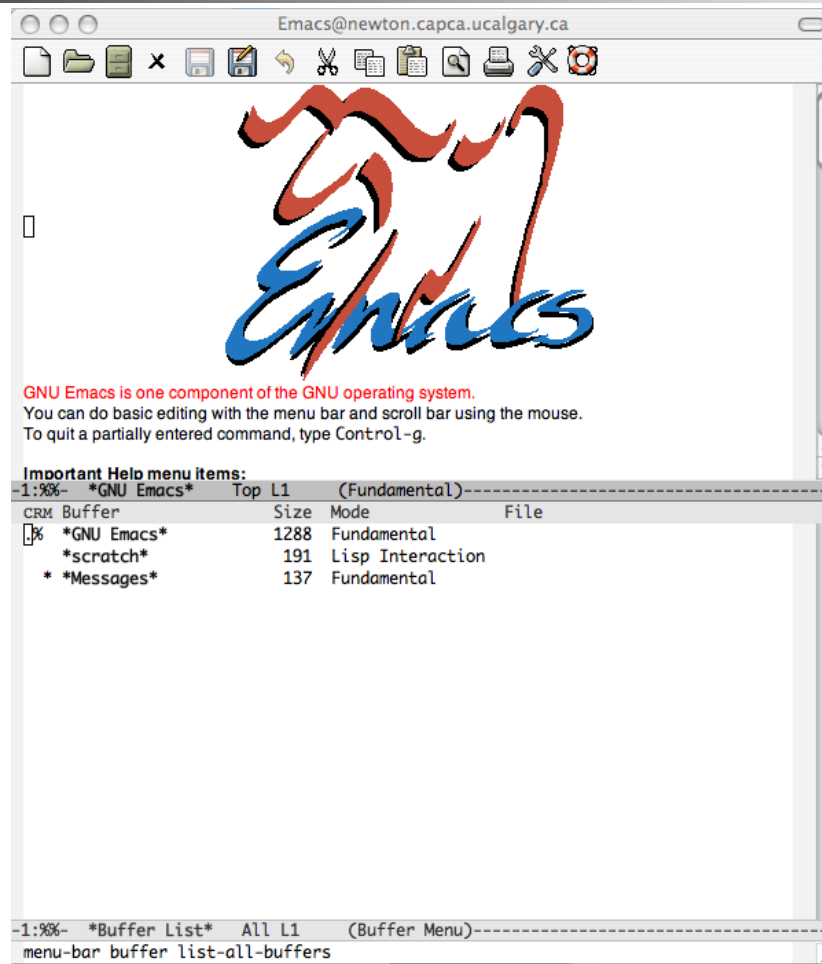 Emacs@newton.capca.ucalgary.ca
Emacs
GNU Emacs is one component of the GNU operating system.
You can do basic editing with the menu bar and scroll bar using the mouse.
To quit a partially entered command, type Control-g.
Important Help menu items:
-1:%%-  *GNU Emacs*    Top L1     (Fundamental)-------------------------------------
CRM Buffer                Size  Mode              File
.%  *GNU Emacs*           1288  Fundamental
    *scratch*              191  Lisp Interaction
  * *Messages*             137  Fundamental
-1:%%-  *Buffer List*   All L1     (Buffer Menu)------------------------------------
menu-bar buffer list-all-buffers